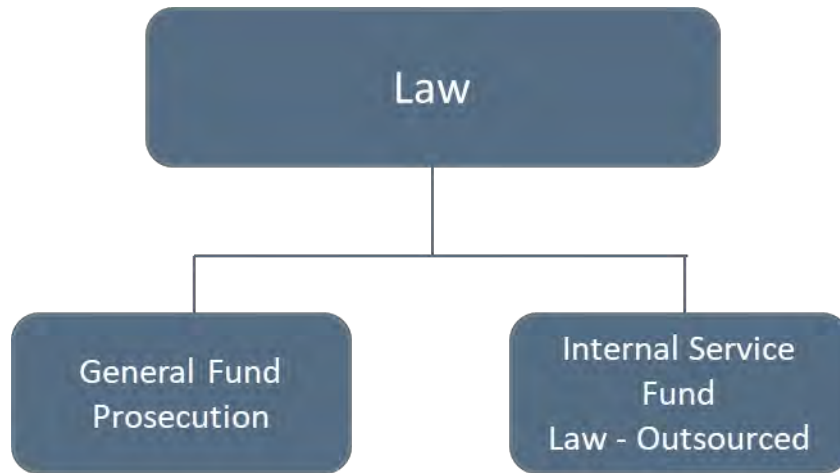 Law
General Fund
Prosecution
Internal Service
Fund
Law - Outsourced